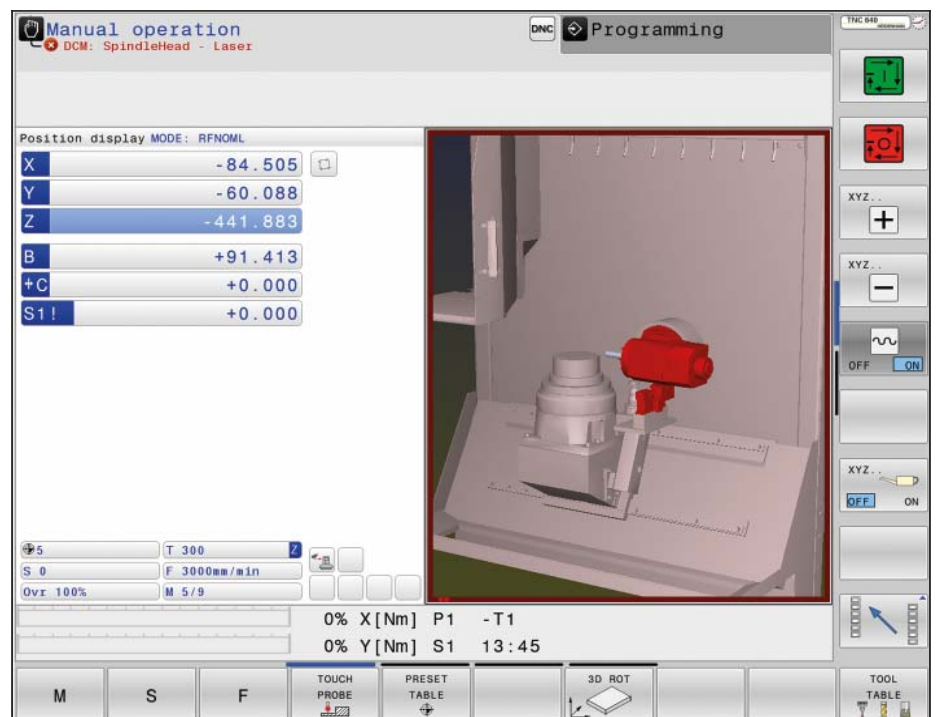 Manual operation
DCM: SpindleHead - Laser
DNC
Programming
TNC 640
Position display MODE: RFNOML
X -84.505
Y -60.088
Z -441.883
B +91.413
C +0.000
S1! +0.000
5
T 300
Z
S 0
F 3000mm/min
Ovr 100%
M 5/9
0% X[Nm] P1 -T1
0% Y[Nm] S1 13:45
XYZ..
+
XYZ..
−
OFF ON
XYZ..
OFF ON
M
S
F
TOUCH
PROBE
PRESET
TABLE
3D ROT
TOOL
TABLE